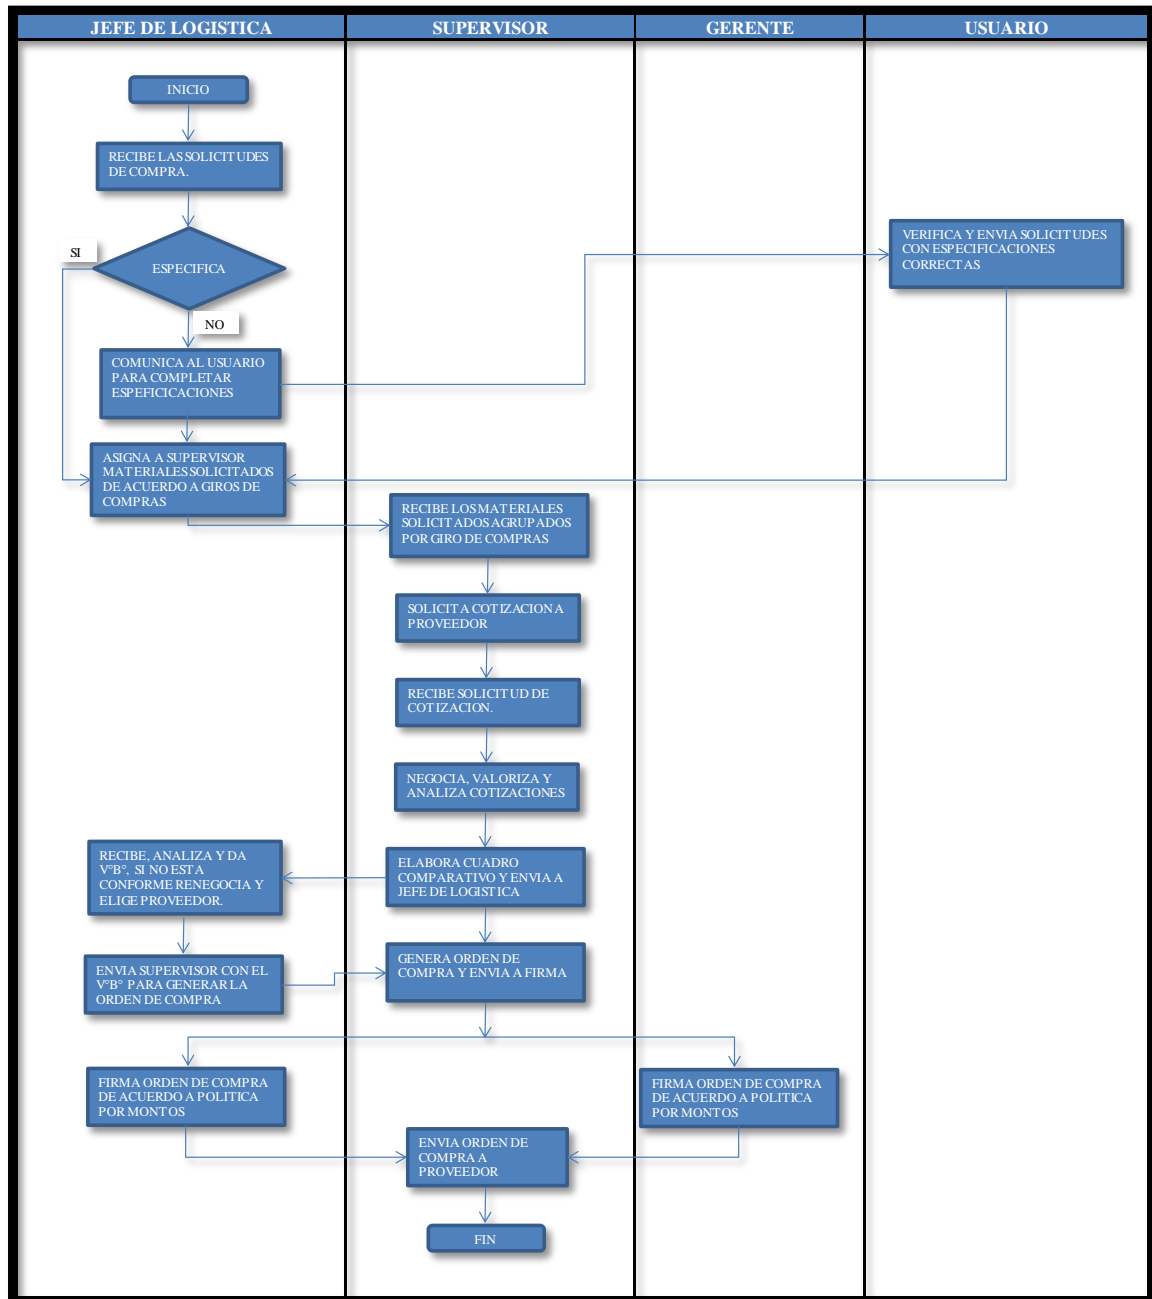 JEFE DE LOGISTICA
SUPERVISOR
GERENTE
USUARIO
INICIO
RECIBE LAS SOLICITUDES
DE COMPRA.
SI
ESPECIFICA
NO
VERIFICA Y ENVIA SOLICITUDES
CON ESPECIFICACIONES
CORRECTAS
COMUNICA AL USUARIO
PARA COMPLETAR
ESPEFICICACIONES
ASIGNA A SUPERVISOR
MATERIALES SOLICITADOS
DE ACUERDO A GIROS DE
COMPRAS
RECIBE LOS MATERIALES
SOLICITADOS AGRUPADOS
POR GIRO DE COMPRAS
SOLICITA COTIZACION A
PROVEEDOR
RECIBE SOLICITUD DE
COTIZACION.
NEGOCIA, VALORIZA Y
ANALIZA COTIZACIONES
ELABORA CUADRO
COMPARATIVO Y ENVIA A
JEFE DE LOGISTICA
RECIBE, ANALIZA Y DA
V°B°, SI NO ESTA
CONFORME RENEGOCIA Y
ELIGE PROVEEDOR.
ENVIA SUPERVISOR CON EL
V°B° PARA GENERAR LA
ORDEN DE COMPRA
GENERA ORDEN DE
COMPRA Y ENVIA A FIRMA
FIRMA ORDEN DE COMPRA
DE ACUERDO A POLITICA
POR MONTOS
FIRMA ORDEN DE COMPRA
DE ACUERDO A POLITICA
POR MONTOS
ENVIA ORDEN DE
COMPRA A
PROVEEDOR
FIN